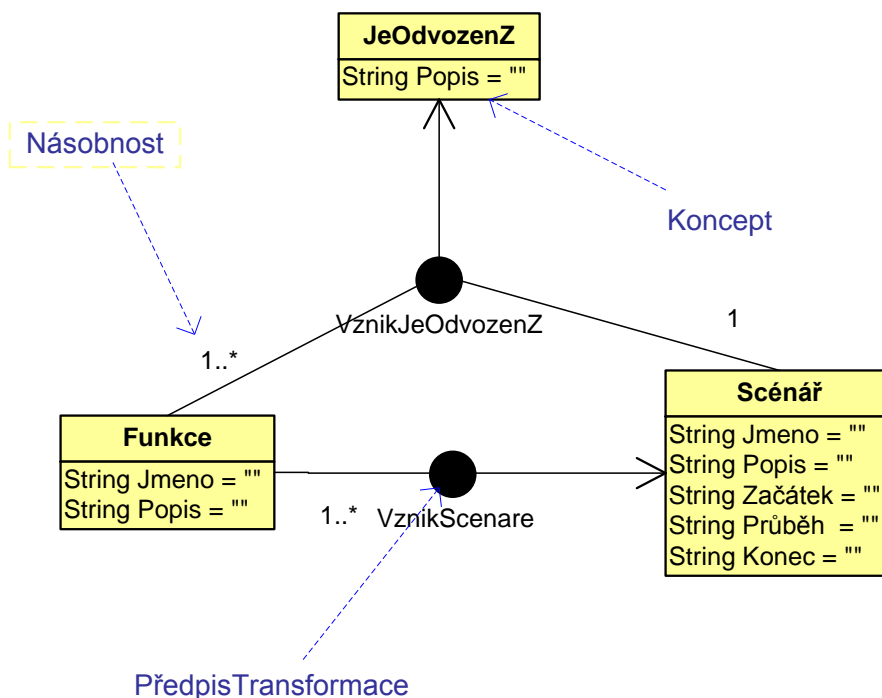 JeOdvozenZ
String Popis = ""
Násobnost
Koncept
VznikJeOdvozenZ
1
1..*
Scénář
String Jmeno = ""
String Popis = ""
String Začátek = ""
String Průběh  = ""
String Konec = ""
Funkce
String Jmeno = ""
String Popis = ""
1..*
VznikScenare
PředpisTransformace